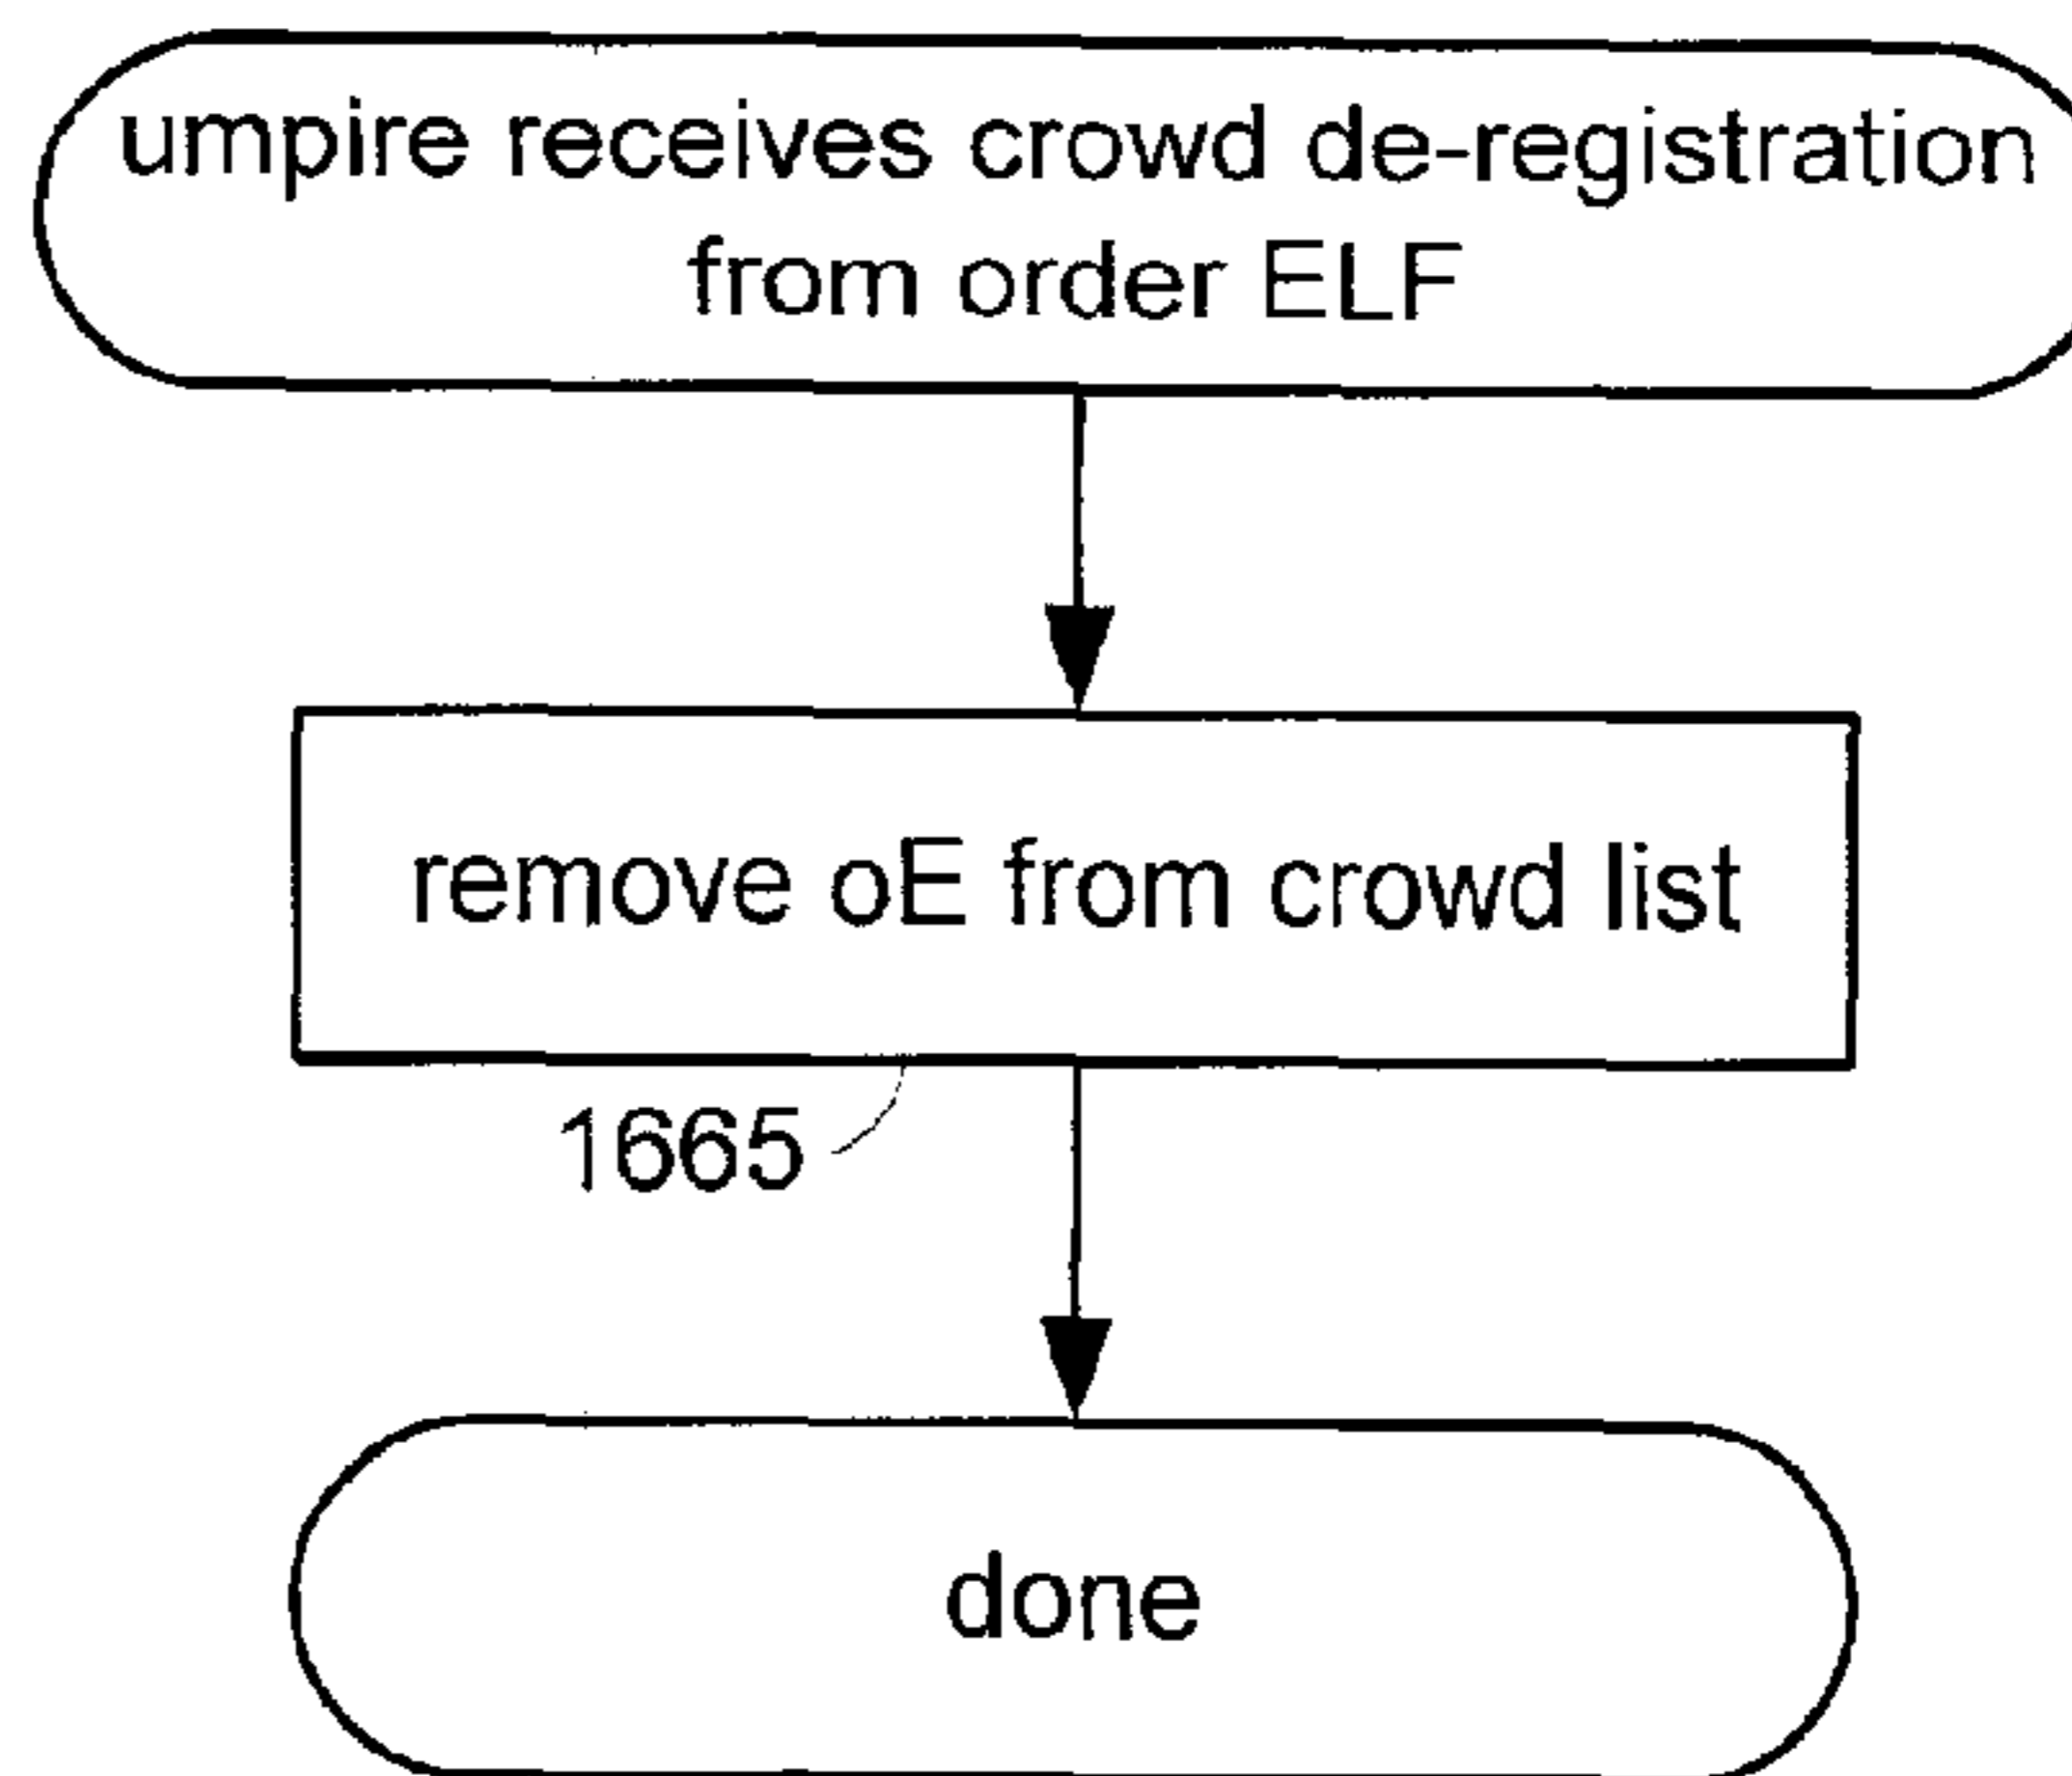 umpire receives crowd de-registration
from order ELF
remove oE from crowd list
1665
done